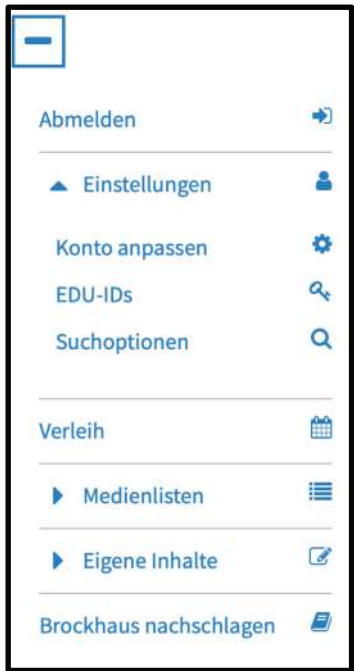 Abmelden
Einstellungen
Konto anpassen
EDU-IDs
Suchoptionen
Verleih
Medienlisten
Eigene Inhalte
Brockhaus nachschlagen